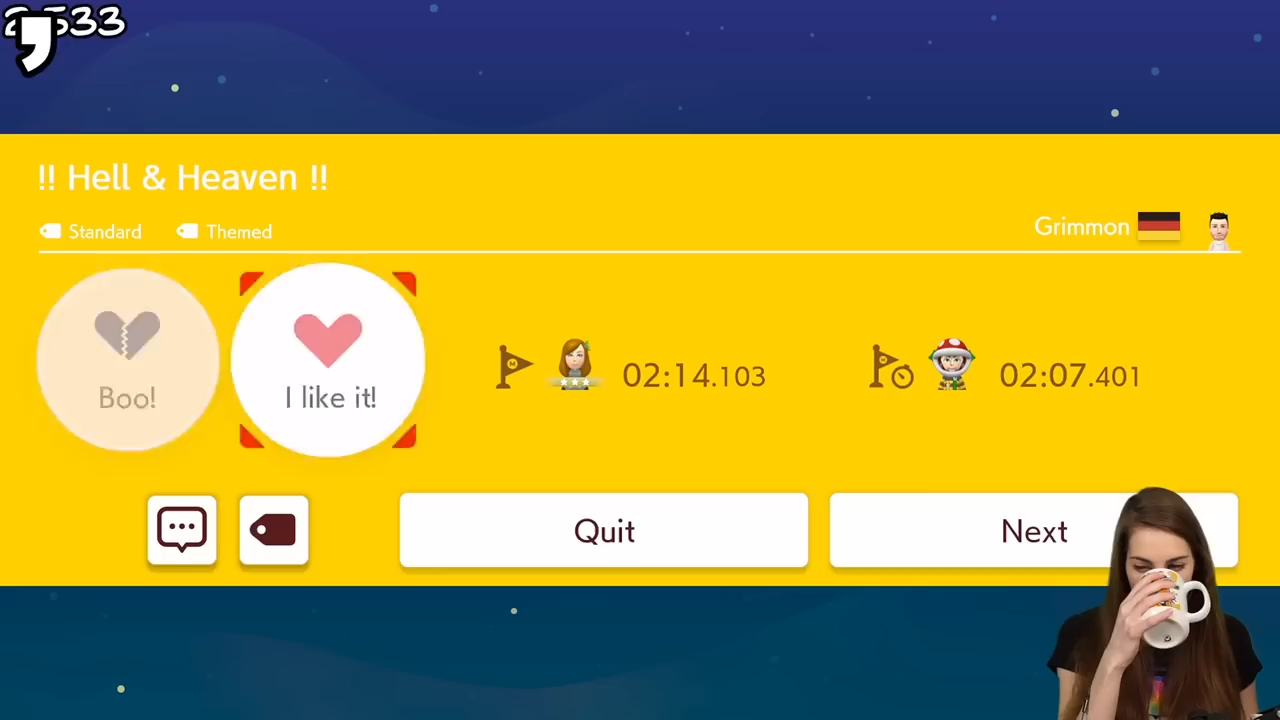 !! Hell & Heaven !!
Standard
Themed
Grimmon
Boo!
I like it!
M
02:14.103
M
02:07.401
Quit
Next